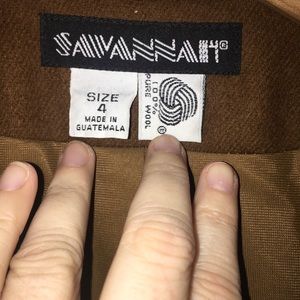 SAVANNAH®
SIZE
4
MADE IN
GUATEMALA
100%
PURE WOOL
®